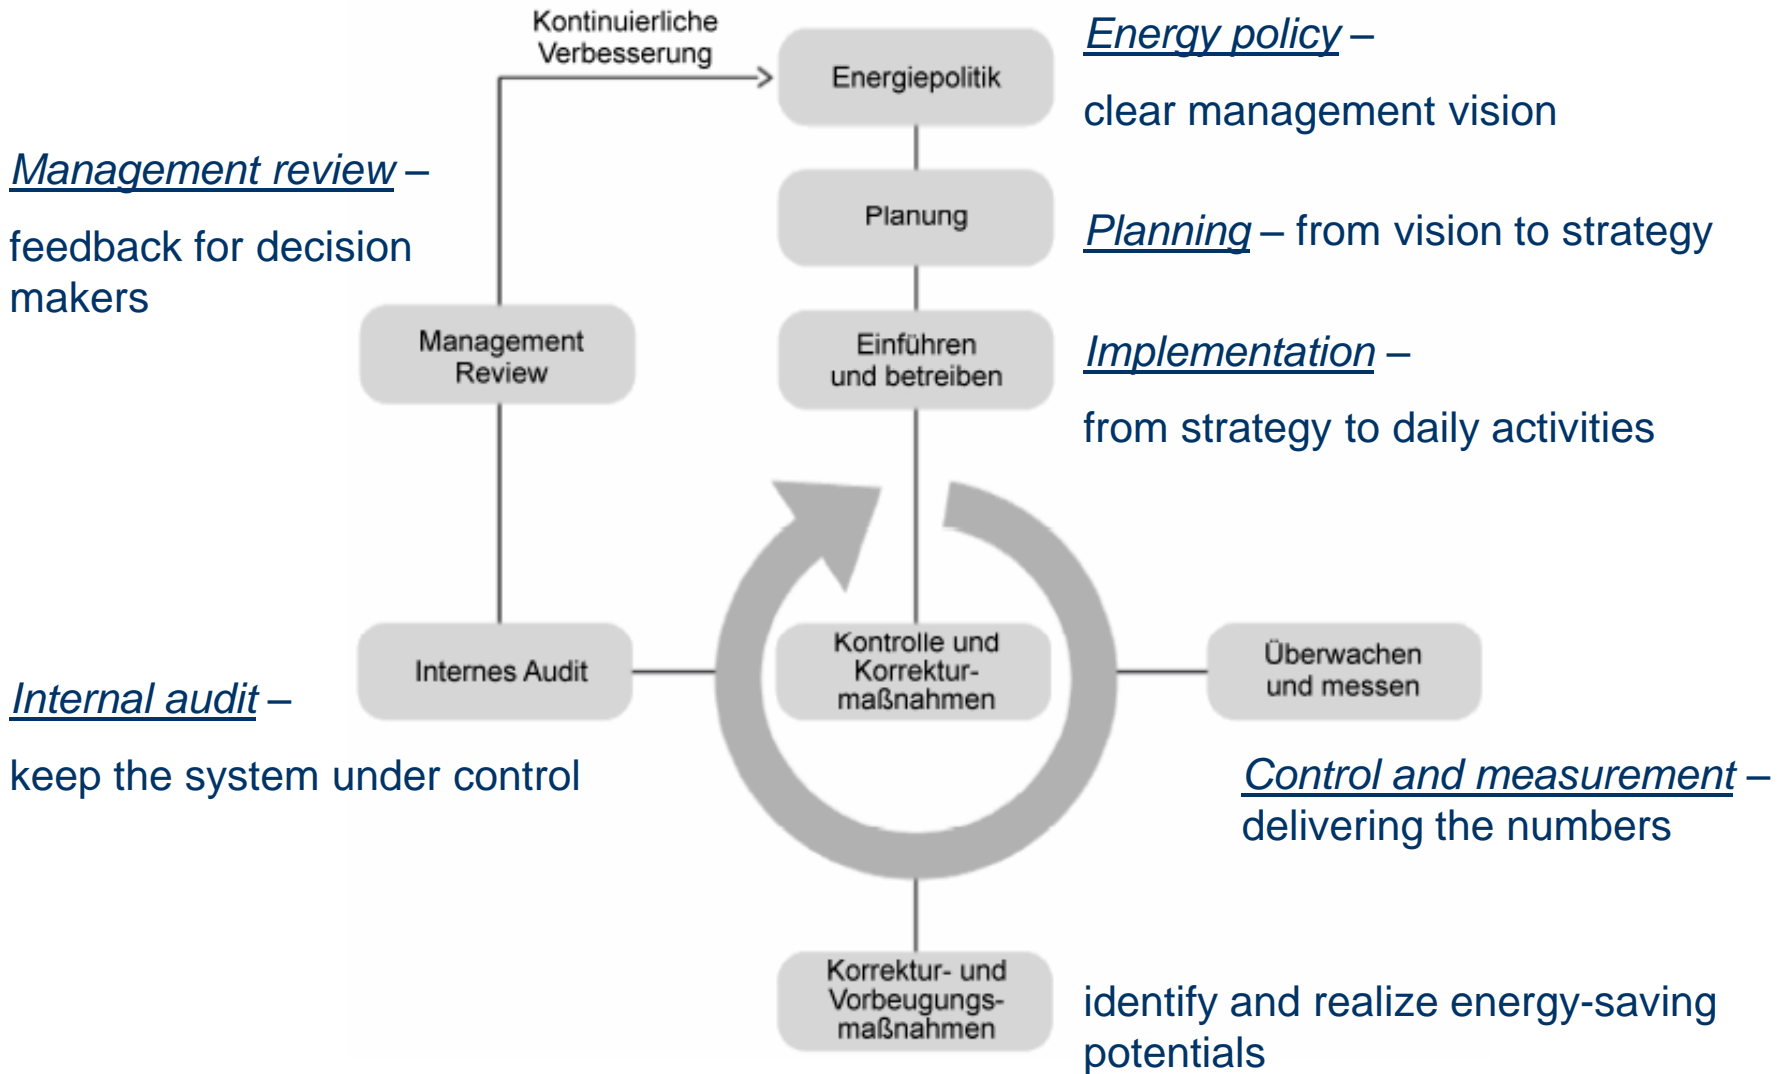 Kontinuierliche
Verbesserung
Energiepolitik
Energy policy –
clear management vision
Management review –
feedback for decision
makers
Planung
Planning – from vision to strategy
Management
Review
Einführen
und betreiben
Implementation –
from strategy to daily activities
Internes Audit
Kontrolle und
Korrektur-
maßnahmen
Überwachen
und messen
Internal audit –
keep the system under control
Control and measurement –
delivering the numbers
Korrektur- und
Vorbeugungs-
maßnahmen
identify and realize energy-saving
potentials